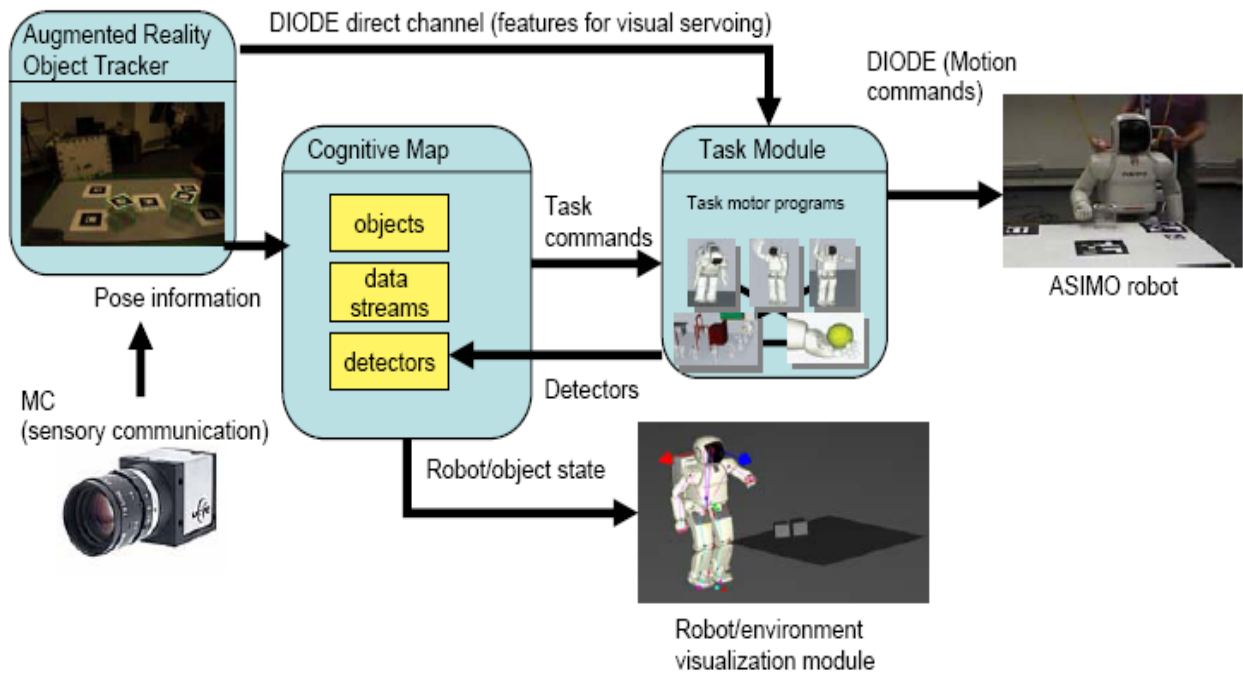 DIODE direct channel (features for visual servoing)
Augmented Reality
Object Tracker
DIODE (Motion
commands)
Cognitive Map
Task Module
objects
data
streams
detectors
Task
commands
Task motor programs
Pose information
ASIMO robot
Detectors
MC
(sensory communication)
Robot/object state
Robot/environment
visualization module